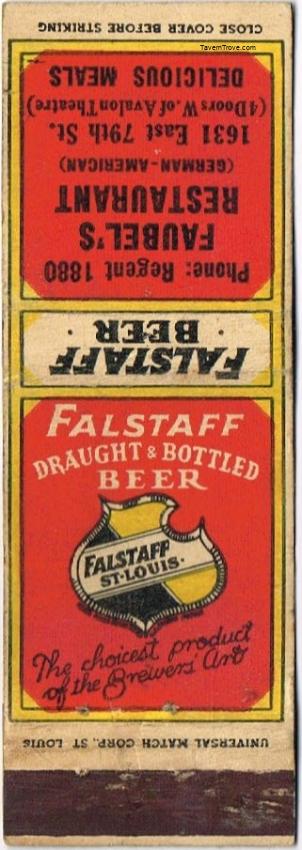 CLOSE COVER BEFORE STRIKING
TavernTrove.com
Phone: Regent 1880
FAUBEL'S
RESTAURANT
(GERMAN-AMERICAN)
1631 East 79th St.
(4 Doors W. of Avalon Theatre)
DELICIOUS MEALS
FALSTAFF
· BEER ·
FALSTAFF
DRAUGHT & BOTTLED
BEER
FALSTAFF
ST·LOUIS·
The choicest product
of the Brewers' Art
UNIVERSAL MATCH CORP. ST LOUIS